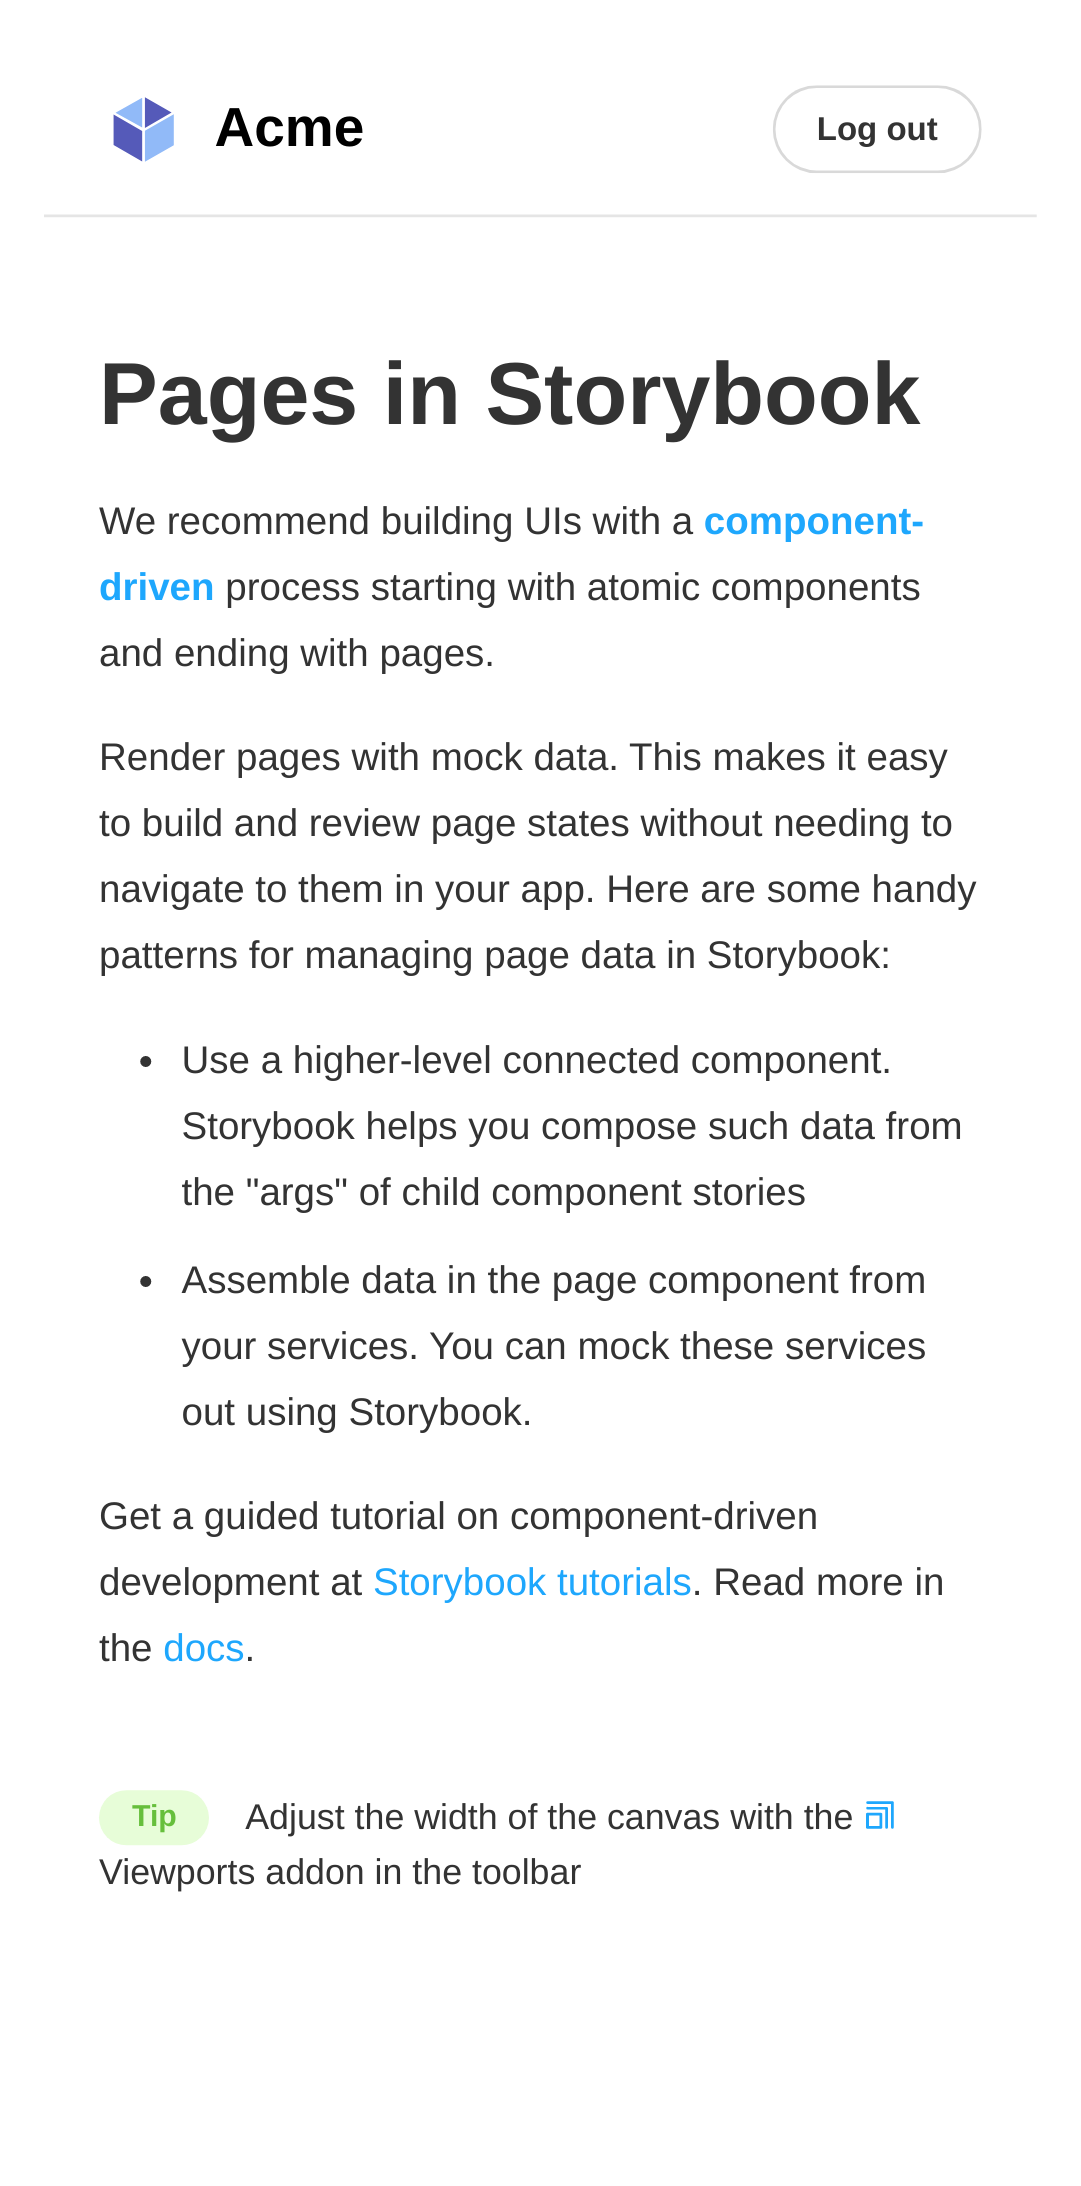 Acme
Log out
Pages in Storybook
We recommend building UIs with a component-
driven process starting with atomic components
and ending with pages.
Render pages with mock data. This makes it easy
to build and review page states without needing to
navigate to them in your app. Here are some handy
patterns for managing page data in Storybook:
• Use a higher-level connected component.
Storybook helps you compose such data from
the "args" of child component stories
• Assemble data in the page component from
your services. You can mock these services
out using Storybook.
Get a guided tutorial on component-driven
development at Storybook tutorials. Read more in
the docs.
Tip Adjust the width of the canvas with the
Viewports addon in the toolbar